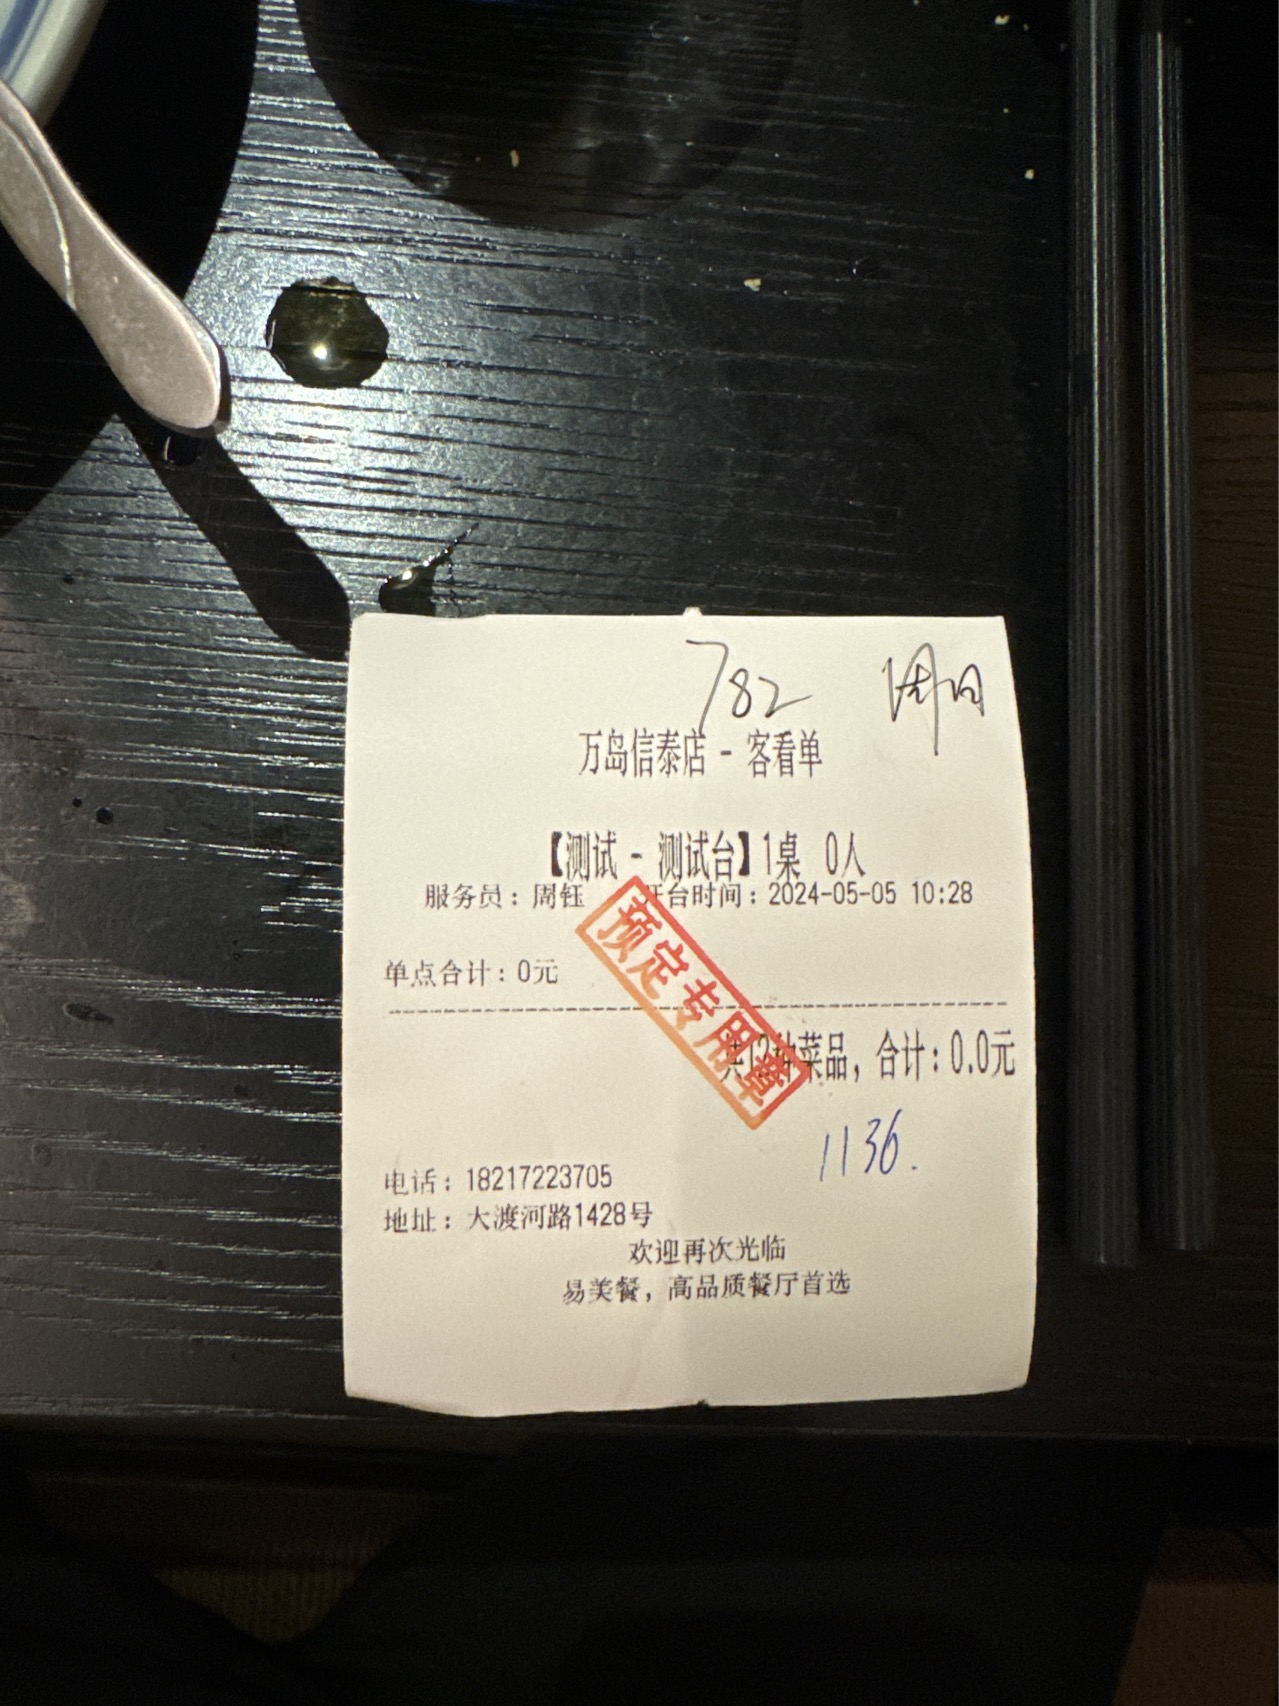 782
万岛信泰店 - 客看单
【测试 - 测试台】1桌 0人
服务员：周钰 开台时间：2024-05-05 10:28
预定专用章
单点合计：0元
共12种菜品，合计：0.0元
1136.
电话：18217223705
地址：大渡河路1428号
欢迎再次光临
易美餐，高品质餐厅首选